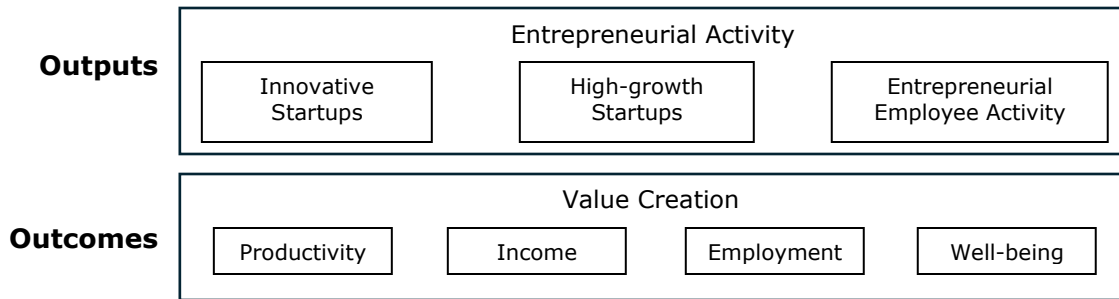 Entrepreneurial Activity
Outputs
Innovative
Startups
High-growth
Startups
Entrepreneurial
Employee Activity
Value Creation
Outcomes
Productivity
Income
Employment
Well-being